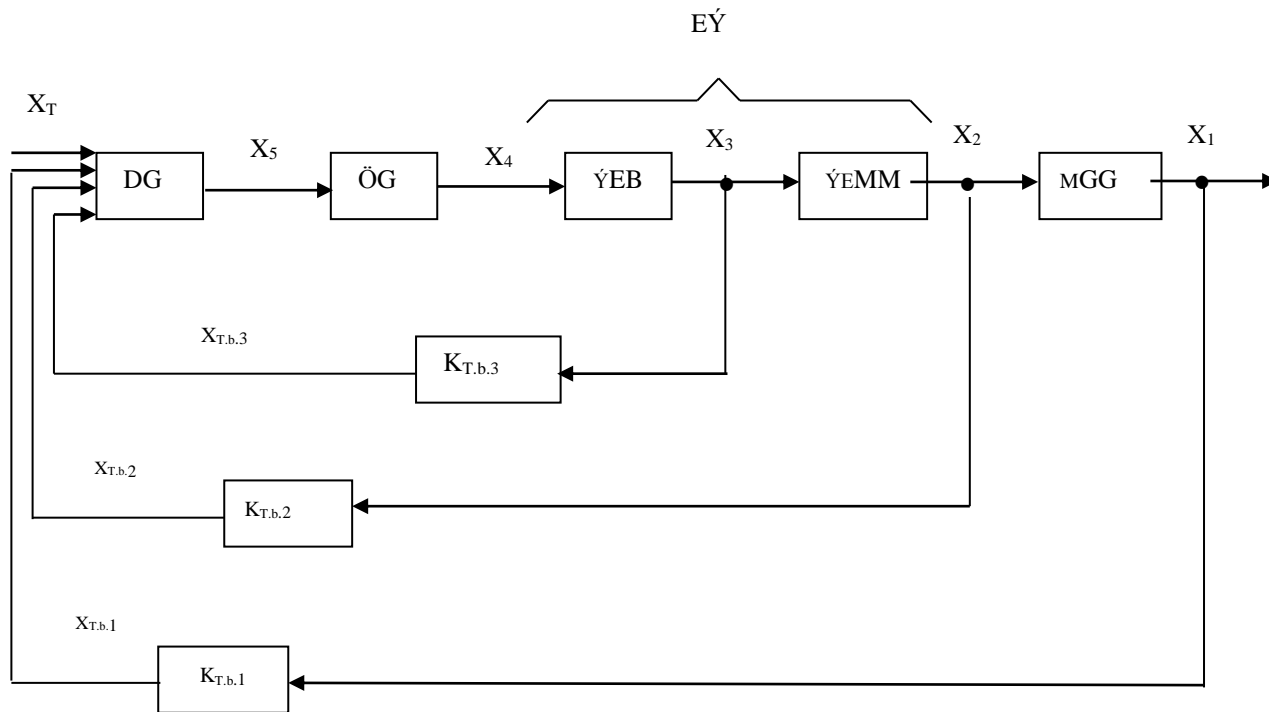 EÝ
X_T
X_5
X_4
X_3
X_2
X_1
DG
ÖG
ÝEB
ÝEMM
MGG
X_T.b.3
K_T.b.3
X_T.b.2
K_T.b.2
X_T.b.1
K_T.b.1